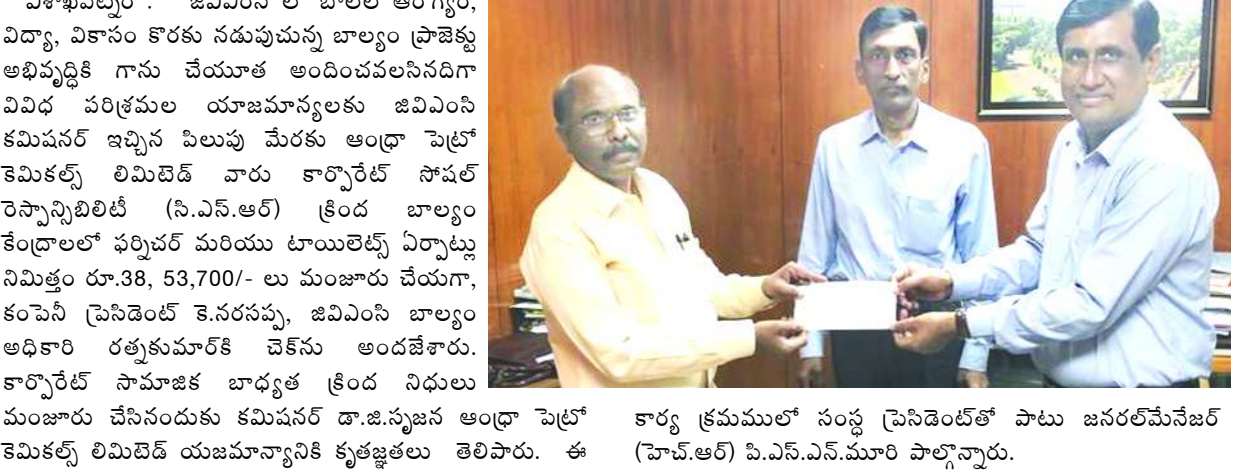 విశాఖపట్నం : జీవీఎంసీ లో బాలల ఆరోగ్యం,
విద్యా, వికాసం కొరకు నడుపుచున్న బాల్యం ప్రాజెక్టు
అభివృద్ధికి గాను చేయూత అందించవలసినదిగా
వివిధ పరిశ్రమల యాజమాన్యలకు జివిఎంసి
కమిషనర్ ఇచ్చిన పిలుపు మేరకు ఆంధ్రా పెట్రో
కెమికల్స్ లిమిటెడ్ వారు కార్పొరేట్ సోషల్
రెస్పాన్సిబిలిటీ (సి.ఎస్.ఆర్) క్రింద బాల్యం
కేంద్రాలలో ఫర్నిచర్ మరియు టాయిలెట్స్ ఏర్పాట్లు
నిమిత్తం రూ.38, 53,700/- లు మంజూరు చేయగా,
కంపెనీ ప్రెసిడెంట్ కె.నరసప్ప, జివిఎంసి బాల్యం
అధికారి రత్నకుమార్‌కి చెక్‌ను అందజేశారు.
కార్పొరేట్ సామాజిక బాధ్యత క్రింద నిధులు
మంజూరు చేసినందుకు కమిషనర్ డా.జి.సృజన ఆంధ్రా పెట్రో
కెమికల్స్ లిమిటెడ్ యజమాన్యానికి కృతజ్ఞతలు తెలిపారు. ఈ
కార్య క్రమములో సంస్థ ప్రెసిడెంట్‌తో పాటు జనరల్‌మేనేజర్
(హెచ్.ఆర్) పి.ఎస్.ఎన్.మూరి పాల్గొన్నారు.